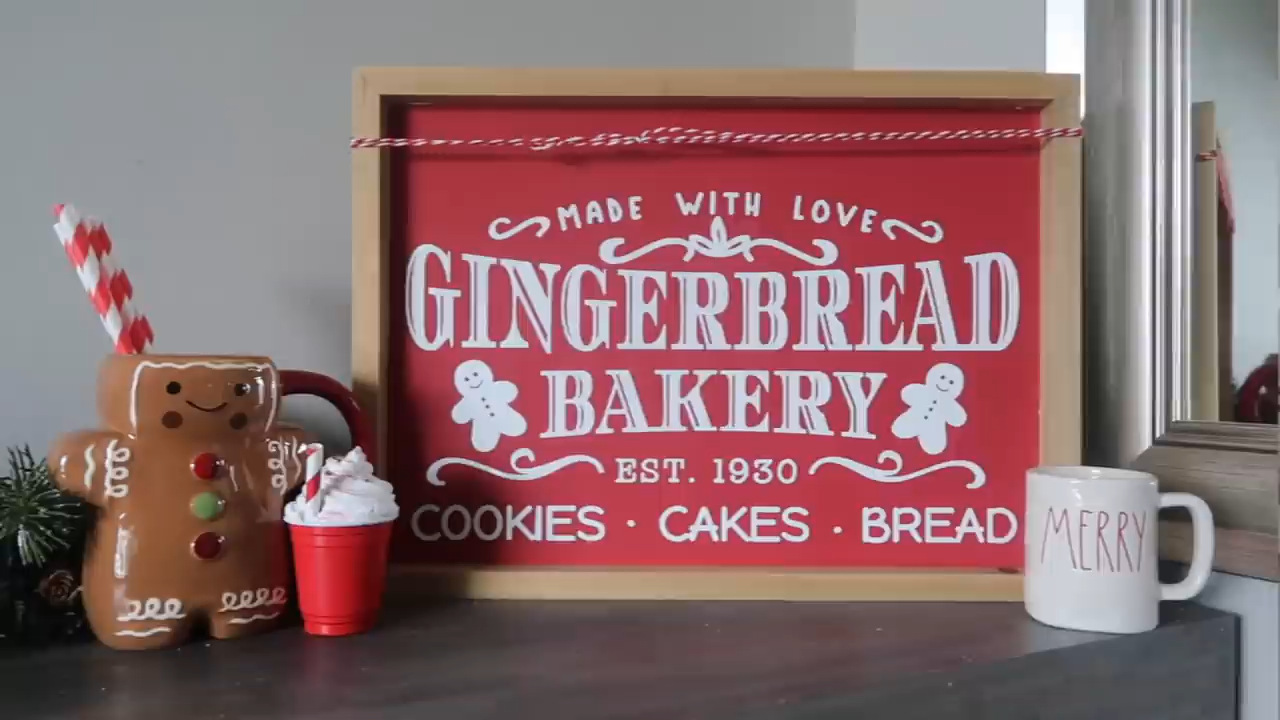 MADE WITH LOVE
GINGERBREAD
BAKERY
EST. 1930
COOKIES · CAKES · BREAD
MERRY